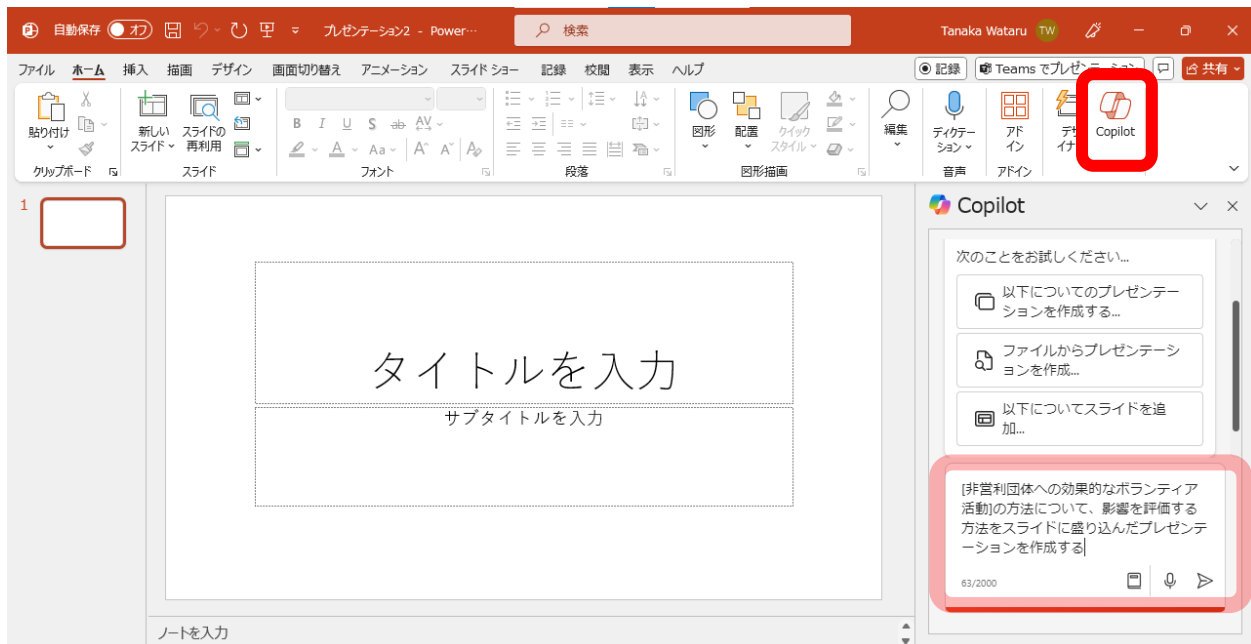 自動保存 オフ プレゼンテーション2 - Power… 検索 Tanaka Wataru TW
ファイル ホーム 挿入 描画 デザイン 画面切り替え アニメーション スライド ショー 記録 校閲 表示 ヘルプ 記録 Teams でプレゼンテーション 共有
貼り付け
新しい
スライド
スライドの
再利用
B I U S ab AV
Aa A A
図形
配置
クイック
スタイル
編集
ディクテー
ション
アド
イン
Copilot
クリップボード スライド フォント 段落 図形描画 音声 アドイン
1
タイトルを入力
サブタイトルを入力
ノートを入力
Copilot
次のことをお試しください...
以下についてのプレゼンテー
ションを作成する...
ファイルからプレゼンテーシ
ョンを作成...
以下についてスライドを追
加...
[非営利団体への効果的なボランティア
活動]の方法について、影響を評価する
方法をスライドに盛り込んだプレゼンテ
ーションを作成する
63/2000